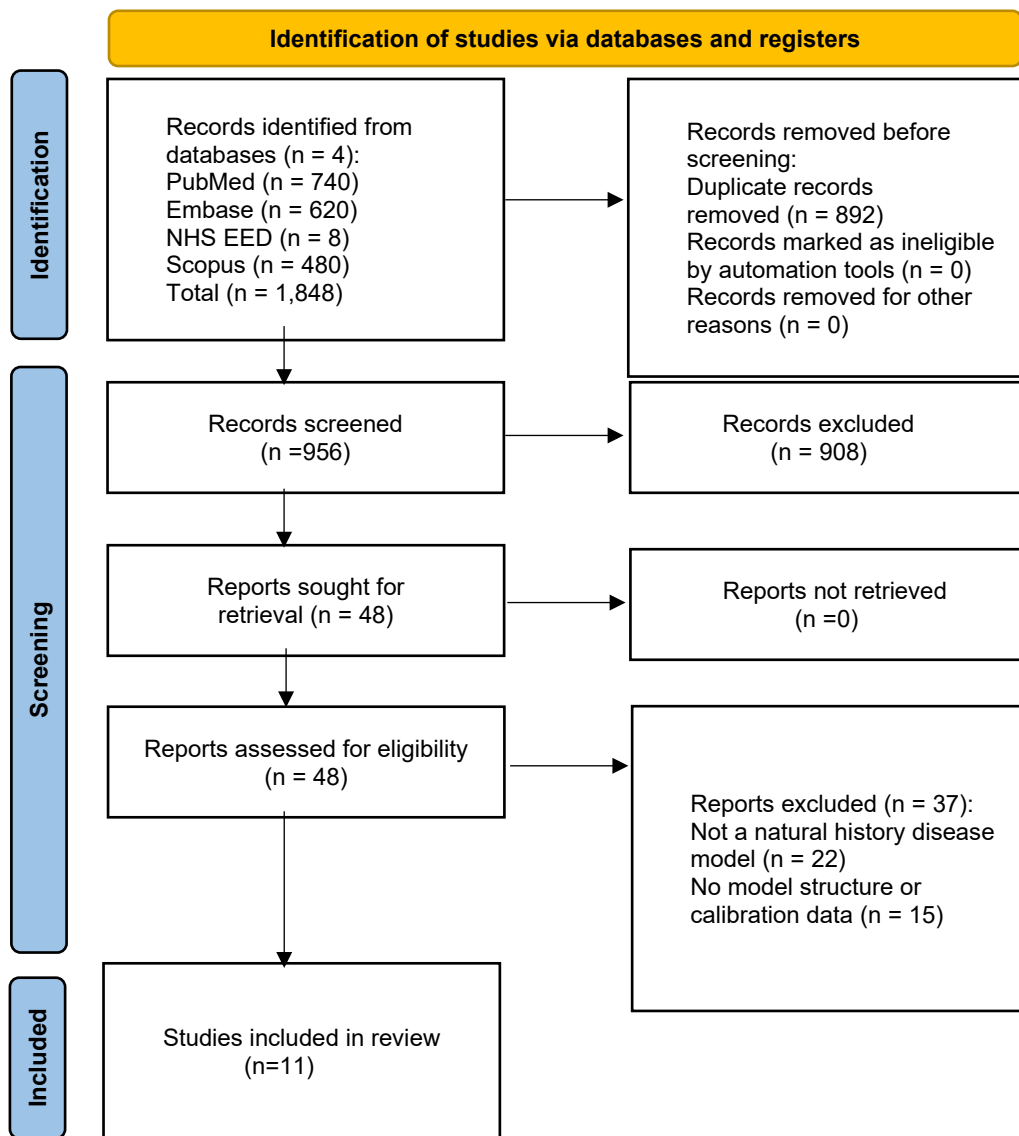 Identification of studies via databases and registers
Identification
Records identified from
databases (n = 4):
PubMed (n = 740)
Embase (n = 620)
NHS EED (n = 8)
Scopus (n = 480)
Total (n = 1,848)
Records removed before
screening:
Duplicate records
removed (n = 892)
Records marked as ineligible
by automation tools (n = 0)
Records removed for other
reasons (n = 0)
Screening
Records screened
(n =956)
Records excluded
(n = 908)
Reports sought for
retrieval (n = 48)
Reports not retrieved
(n =0)
Reports assessed for eligibility
(n = 48)
Reports excluded (n = 37):
Not a natural history disease
model (n = 22)
No model structure or
calibration data (n = 15)
Included
Studies included in review
(n=11)